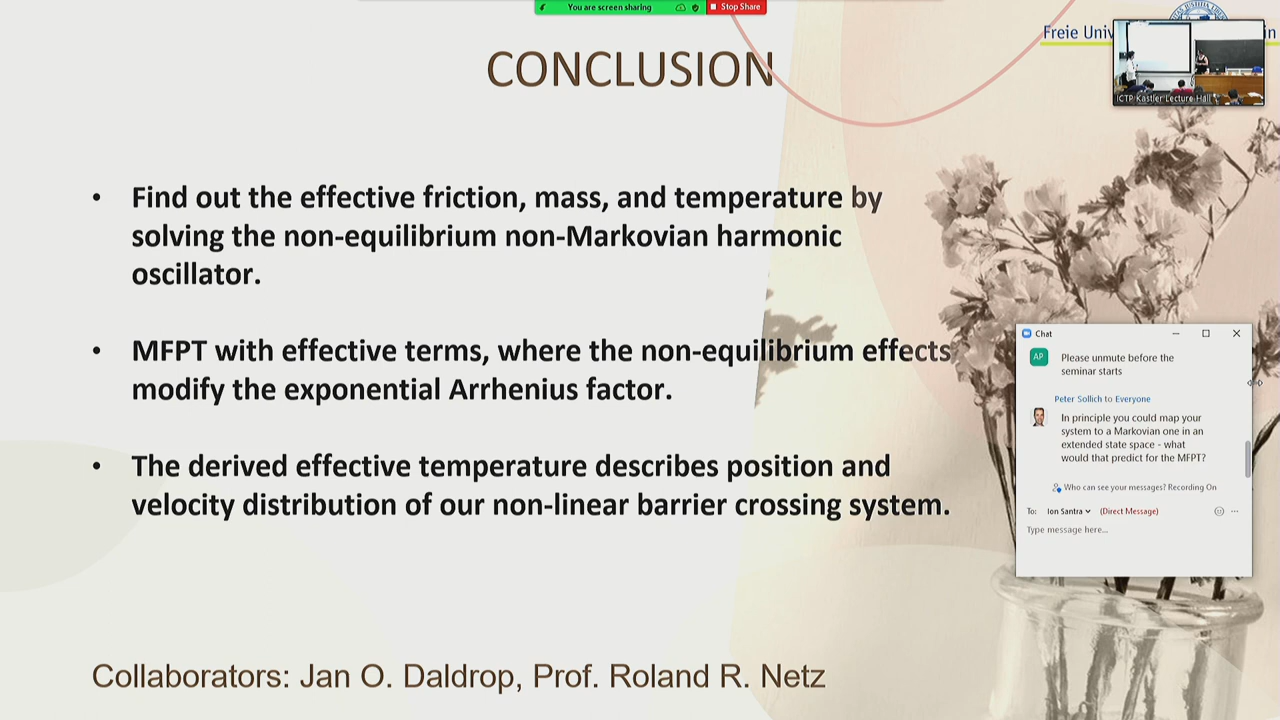 You are screen sharing
Stop Share
Freie Univ
in
ICTP Kastler Lecture Hall
CONCLUSION
• Find out the effective friction, mass, and temperature by
solving the non-equilibrium non-Markovian harmonic
oscillator.
• MFPT with effective terms, where the non-equilibrium effects
modify the exponential Arrhenius factor.
• The derived effective temperature describes position and
velocity distribution of our non-linear barrier crossing system.
Collaborators: Jan O. Daldrop, Prof. Roland R. Netz
Chat
AP
Please unmute before the
seminar starts
Peter Sollich to Everyone
In principle you could map your
system to a Markovian one in an
extended state space - what
would that predict for the MFPT?
Who can see your messages? Recording On
To: Ion Santra (Direct Message)
Type message here...